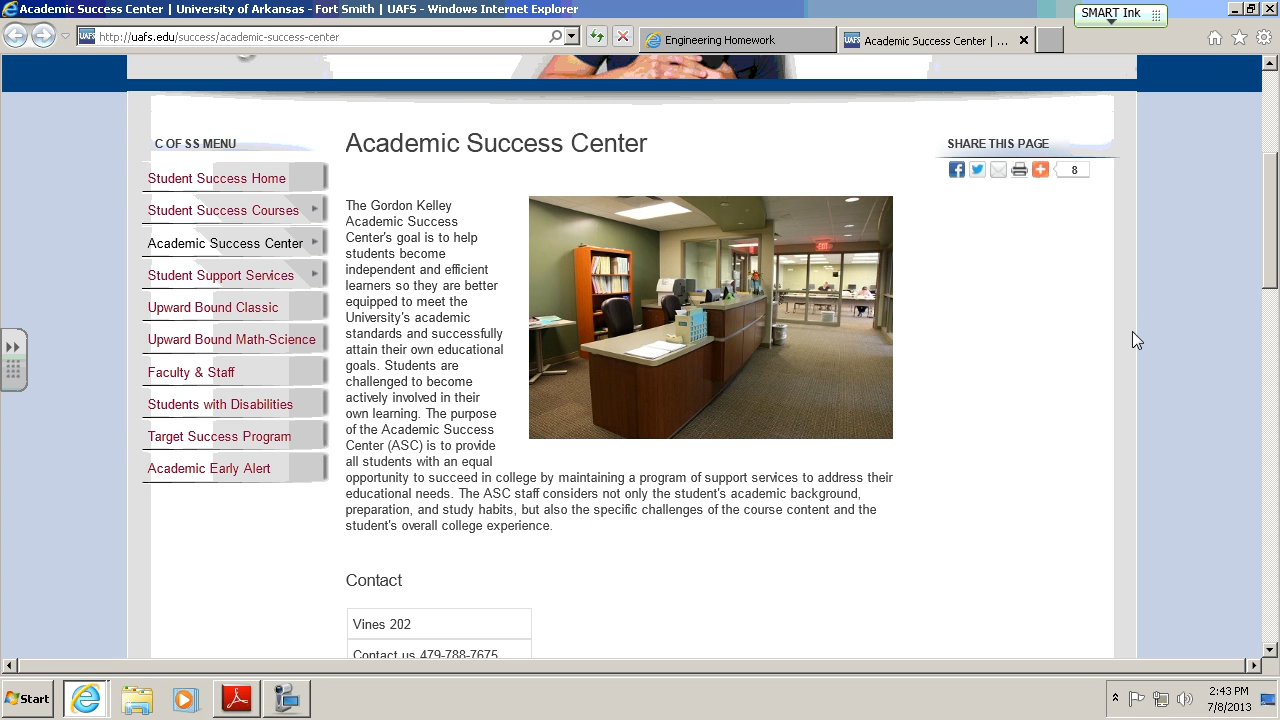 Academic Success Center | University of Arkansas - Fort Smith | UAFS - Windows Internet Explorer
SMART Ink
UAFS http://uafs.edu/success/academic-success-center
Engineering Homework
UAFS Academic Success Center | ...
C OF SS MENU
Student Success Home
Student Success Courses
Academic Success Center
Student Support Services
Upward Bound Classic
Upward Bound Math-Science
Faculty & Staff
Students with Disabilities
Target Success Program
Academic Early Alert
Academic Success Center
The Gordon Kelley
Academic Success
Center's goal is to help
students become
independent and efficient
learners so they are better
equipped to meet the
University's academic
standards and successfully
attain their own educational
goals. Students are
challenged to become
actively involved in their
own learning. The purpose
of the Academic Success
Center (ASC) is to provide
all students with an equal
opportunity to succeed in college by maintaining a program of support services to address their
educational needs. The ASC staff considers not only the student's academic background,
preparation, and study habits, but also the specific challenges of the course content and the
student's overall college experience.
Contact
Vines 202
Contact us 479-788-7675
SHARE THIS PAGE
8
Start
2:43 PM
7/8/2013